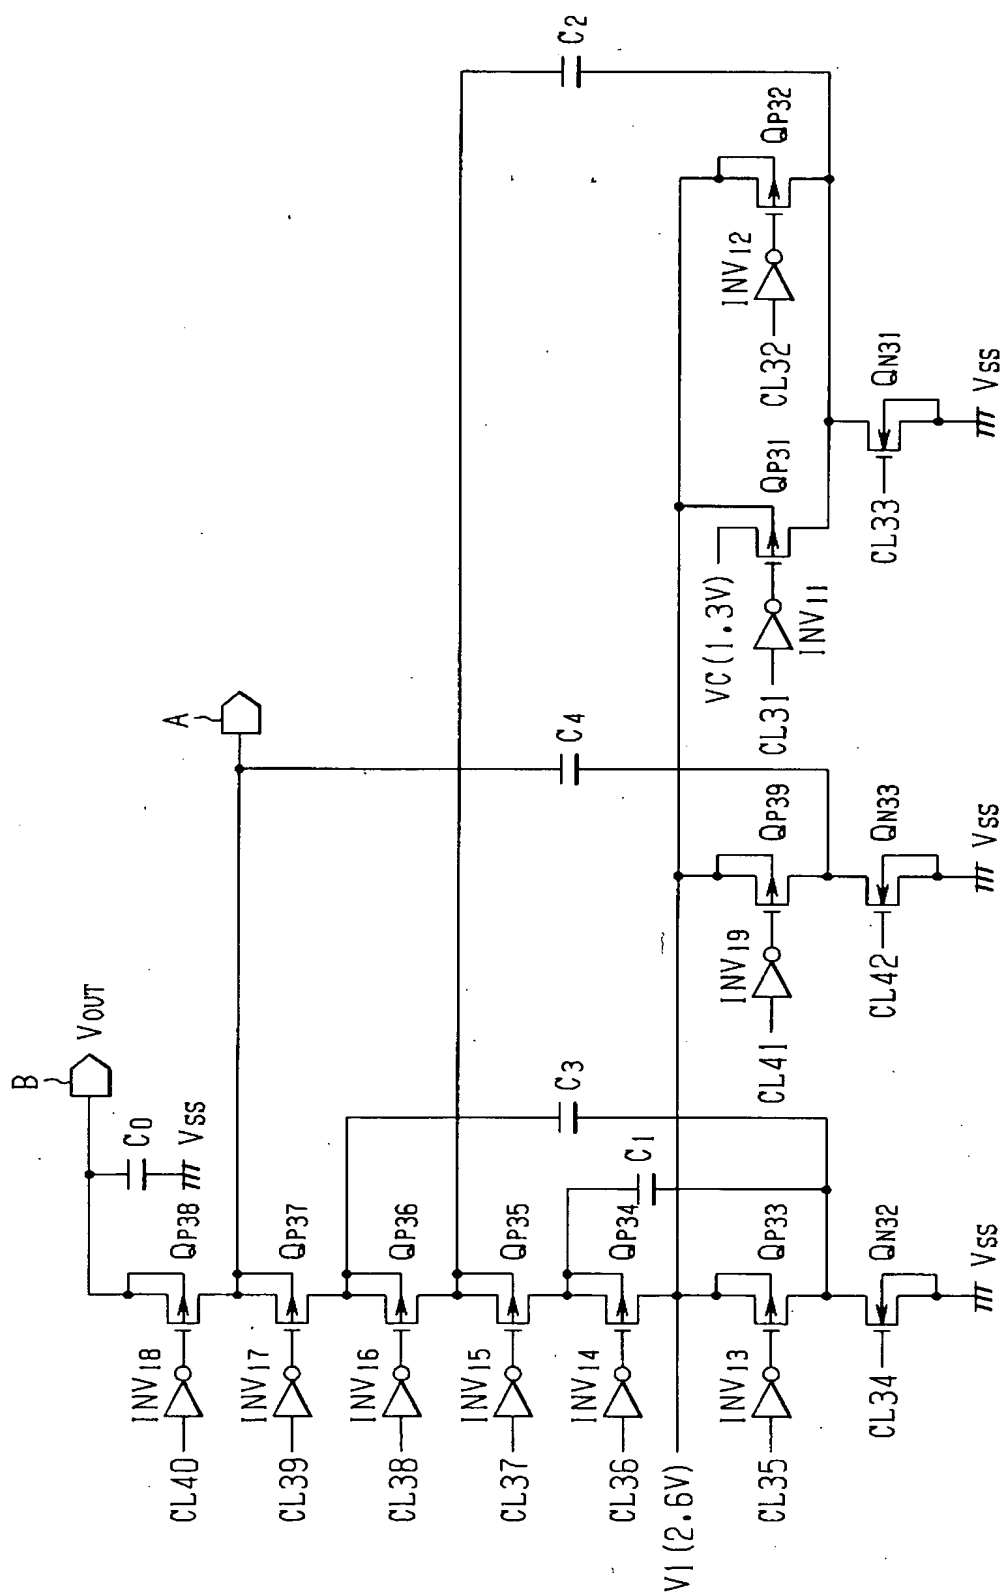 B
VOUT
C0
VSS
A
CL40
INV18
QP38
CL39
INV17
QP37
CL38
INV16
QP36
CL37
INV15
QP35
CL36
INV14
QP34
V1(2.6V)
CL35
INV13
QP33
CL34
QN32
VSS
C3
C1
C4
C2
CL41
INV19
QP39
CL42
QN33
VSS
VC(1.3V)
CL31
INV11
QP31
CL32
INV12
QP32
CL33
QN31
VSS